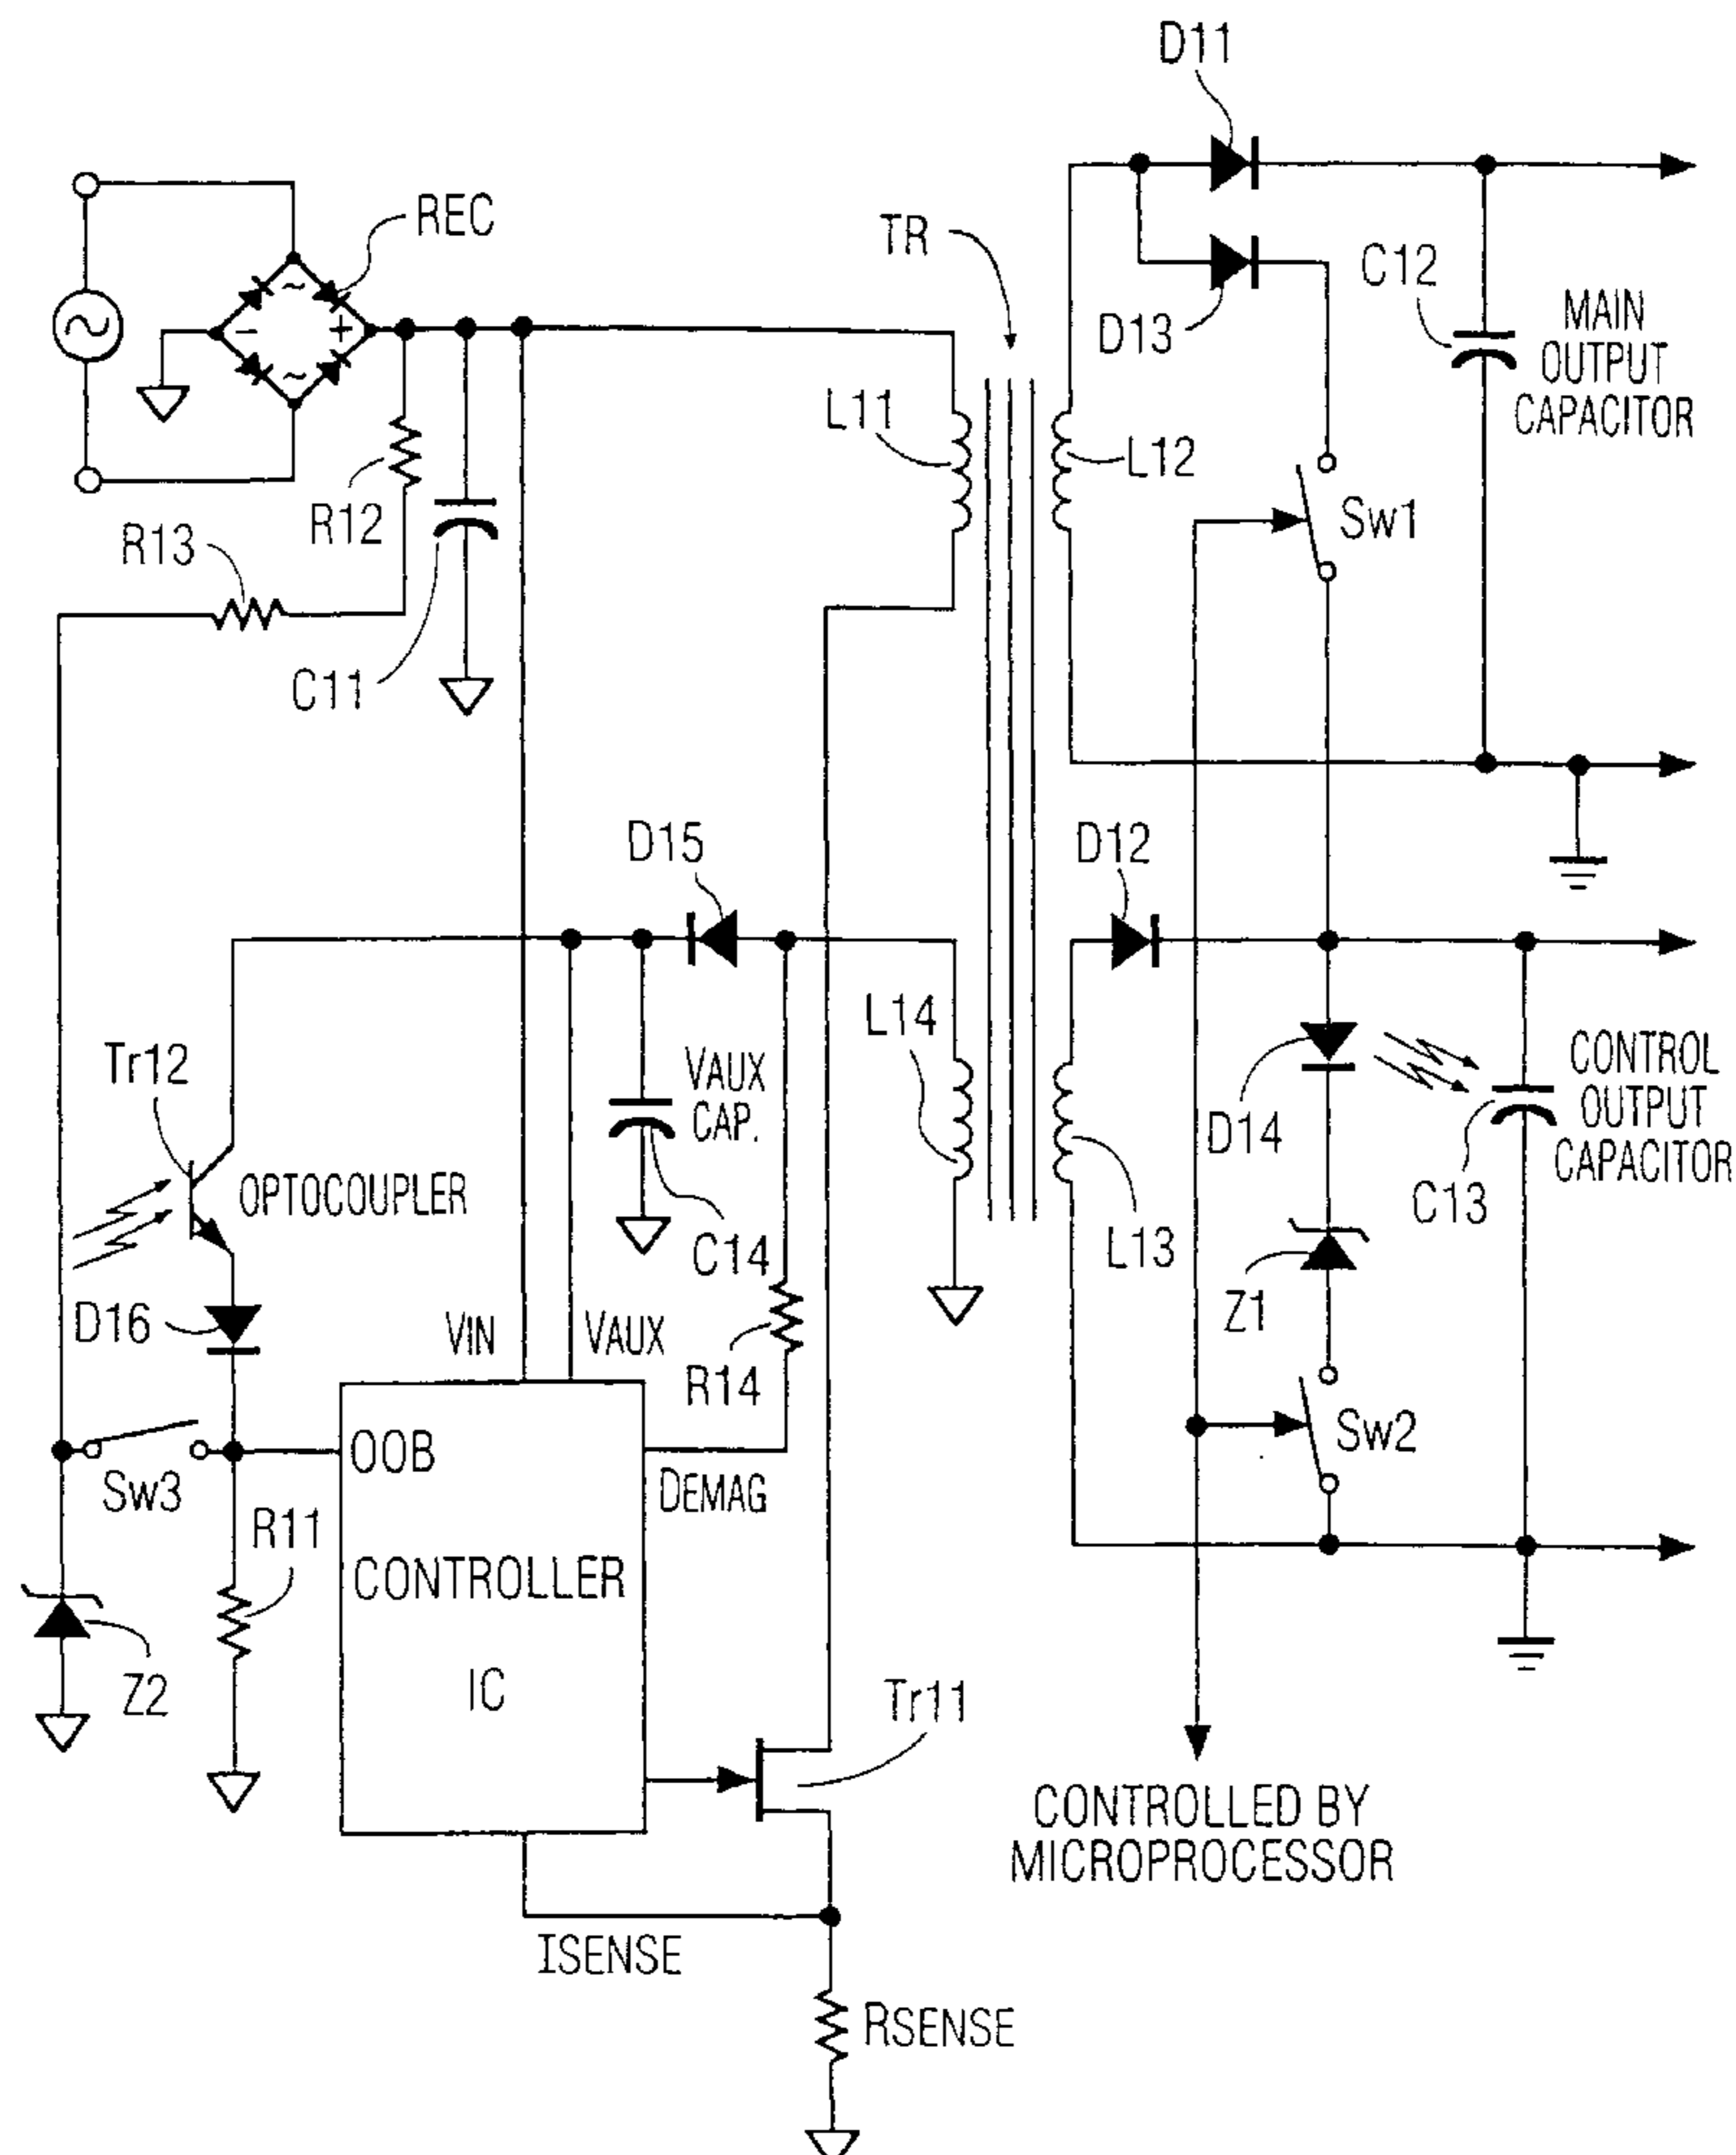 D11
REC
TR
C12
MAIN
OUTPUT
CAPACITOR
D13
~
-
+
~
L11
L12
R12
Sw1
R13
C11
D15
D12
L14
Tr12
VAUX
CAP.
CONTROL
OUTPUT
CAPACITOR
D14
OPTOCOUPLER
C13
C14
L13
Z1
D16
VIN
VAUX
R14
OOB
Sw2
Sw3
DEMAG
R11
CONTROLLER
IC
Z2
Tr11
CONTROLLED BY
MICROPROCESSOR
ISENSE
RSENSE